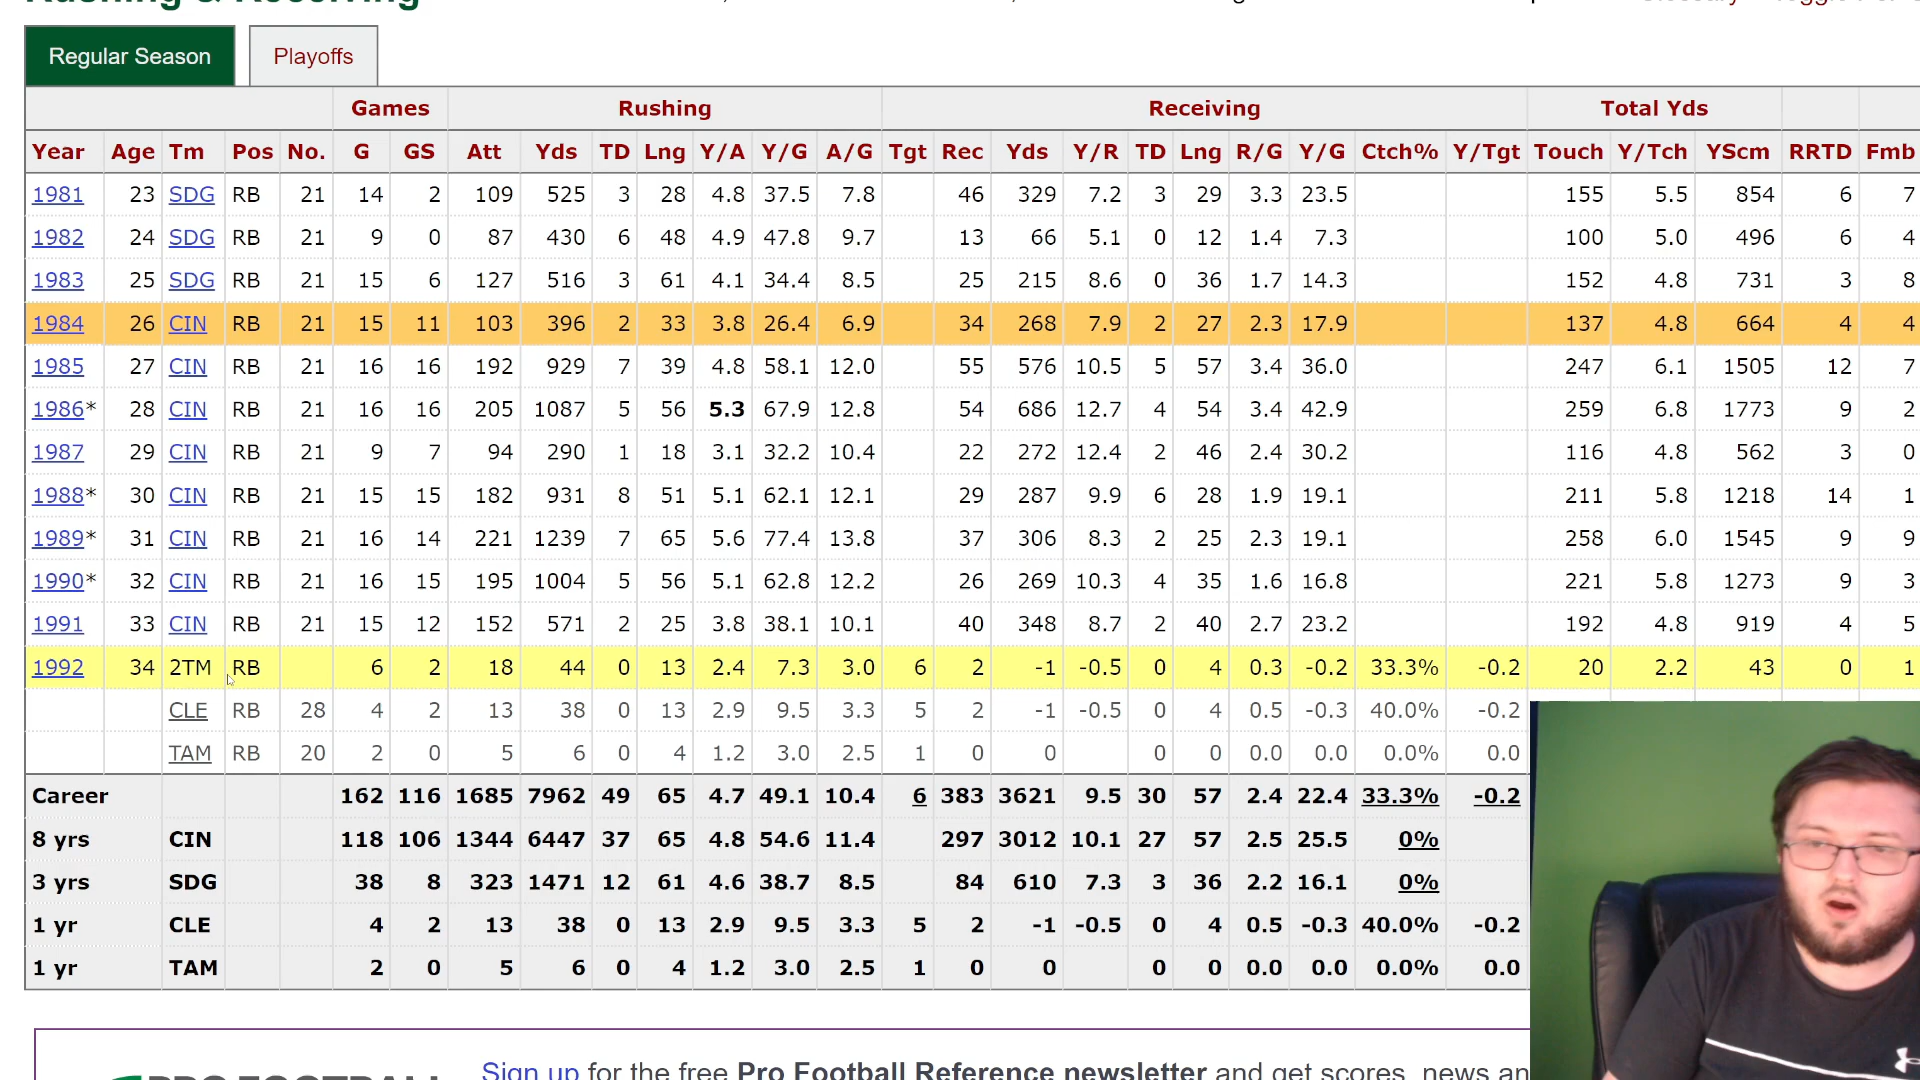 Rushing & Receiving
Regular Season Playoffs
Games Rushing Receiving Total Yds
Year Age Tm Pos No. G GS Att Yds TD Lng Y/A Y/G A/G Tgt Rec Yds Y/R TD Lng R/G Y/G Ctch% Y/Tgt Touch Y/Tch YScm RRTD Fmb
1981 23 SDG RB 21 14 2 109 525 3 28 4.8 37.5 7.8 46 329 7.2 3 29 3.3 23.5 155 5.5 854 6 7
1982 24 SDG RB 21 9 0 87 430 6 48 4.9 47.8 9.7 13 66 5.1 0 12 1.4 7.3 100 5.0 496 6 4
1983 25 SDG RB 21 15 6 127 516 3 61 4.1 34.4 8.5 25 215 8.6 0 36 1.7 14.3 152 4.8 731 3 8
1984 26 CIN RB 21 15 11 103 396 2 33 3.8 26.4 6.9 34 268 7.9 2 27 2.3 17.9 137 4.8 664 4 4
1985 27 CIN RB 21 16 16 192 929 7 39 4.8 58.1 12.0 55 576 10.5 5 57 3.4 36.0 247 6.1 1505 12 7
1986* 28 CIN RB 21 16 16 205 1087 5 56 5.3 67.9 12.8 54 686 12.7 4 54 3.4 42.9 259 6.8 1773 9 2
1987 29 CIN RB 21 9 7 94 290 1 18 3.1 32.2 10.4 22 272 12.4 2 46 2.4 30.2 116 4.8 562 3 0
1988* 30 CIN RB 21 15 15 182 931 8 51 5.1 62.1 12.1 29 287 9.9 6 28 1.9 19.1 211 5.8 1218 14 1
1989* 31 CIN RB 21 16 14 221 1239 7 65 5.6 77.4 13.8 37 306 8.3 2 25 2.3 19.1 258 6.0 1545 9 9
1990* 32 CIN RB 21 16 15 195 1004 5 56 5.1 62.8 12.2 26 269 10.3 4 35 1.6 16.8 221 5.8 1273 9 3
1991 33 CIN RB 21 15 12 152 571 2 25 3.8 38.1 10.1 40 348 8.7 2 40 2.7 23.2 192 4.8 919 4 5
1992 34 2TM RB 6 2 18 44 0 13 2.4 7.3 3.0 6 2 -1 -0.5 0 4 0.3 -0.2 33.3% -0.2 20 2.2 43 0 1
CLE RB 28 4 2 13 38 0 13 2.9 9.5 3.3 5 2 -1 -0.5 0 4 0.5 -0.3 40.0% -0.2
TAM RB 20 2 0 5 6 0 4 1.2 3.0 2.5 1 0 0 0 0 0.0 0.0 0.0% 0.0
Career 162 116 1685 7962 49 65 4.7 49.1 10.4 6 383 3621 9.5 30 57 2.4 22.4 33.3% -0.2
8 yrs CIN 118 106 1344 6447 37 65 4.8 54.6 11.4 297 3012 10.1 27 57 2.5 25.5 0%
3 yrs SDG 38 8 323 1471 12 61 4.6 38.7 8.5 84 610 7.3 3 36 2.2 16.1 0%
1 yr CLE 4 2 13 38 0 13 2.9 9.5 3.3 5 2 -1 -0.5 0 4 0.5 -0.3 40.0% -0.2
1 yr TAM 2 0 5 6 0 4 1.2 3.0 2.5 1 0 0 0 0 0.0 0.0 0.0% 0.0
Sign up for the free Pro Football Reference newsletter and get scores, news an
PRO FOOTBALL